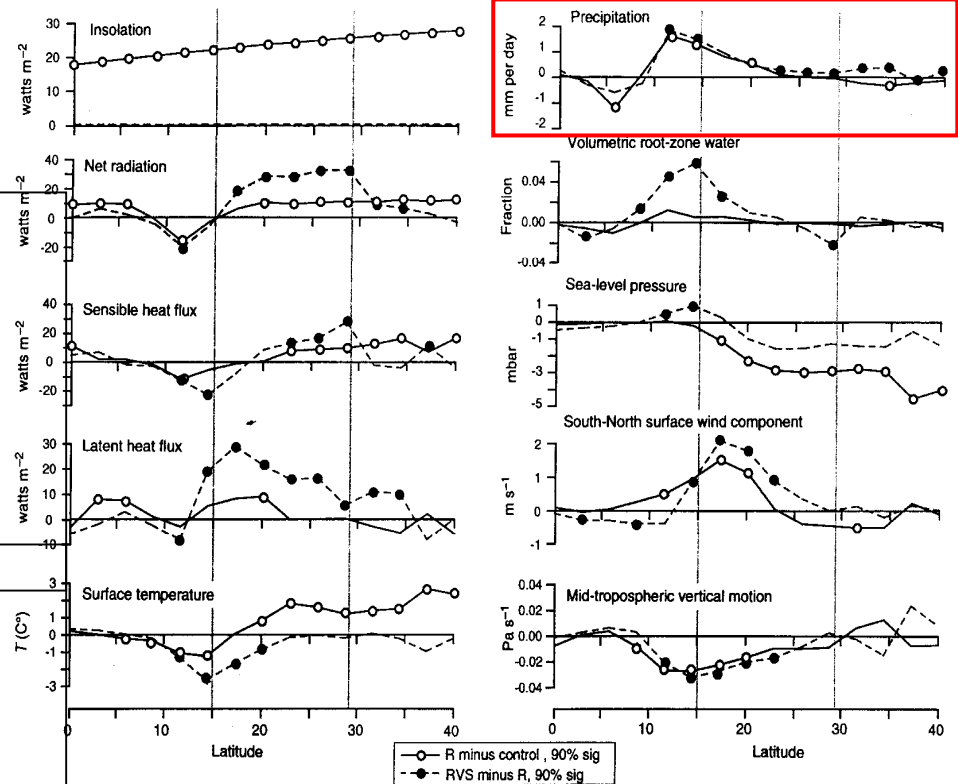 Insolation
watts m⁻²
30
20
10
0
Precipitation
mm per day
2
1
0
-1
-2
0
10
20
30
40
Net radiation
watts m⁻²
40
20
0
-20
Volumetric root-zone water
Fraction
0.04
0.00
-0.04
Sensible heat flux
watts m⁻²
40
20
0
-20
Sea-level pressure
mbar
1
0
-1
-3
-5
Latent heat flux
watts m⁻²
30
20
10
0
-10
South-North surface wind component
m s⁻¹
2
1
0
-1
Surface temperature
T (C°)
3
1
0
-1
-3
0
10
20
30
40
Latitude
Mid-tropospheric vertical motion
Pa s⁻¹
0.04
0.02
0.00
-0.02
-0.04
0
10
20
30
40
Latitude
R minus control , 90% sig
RVS minus R, 90% sig